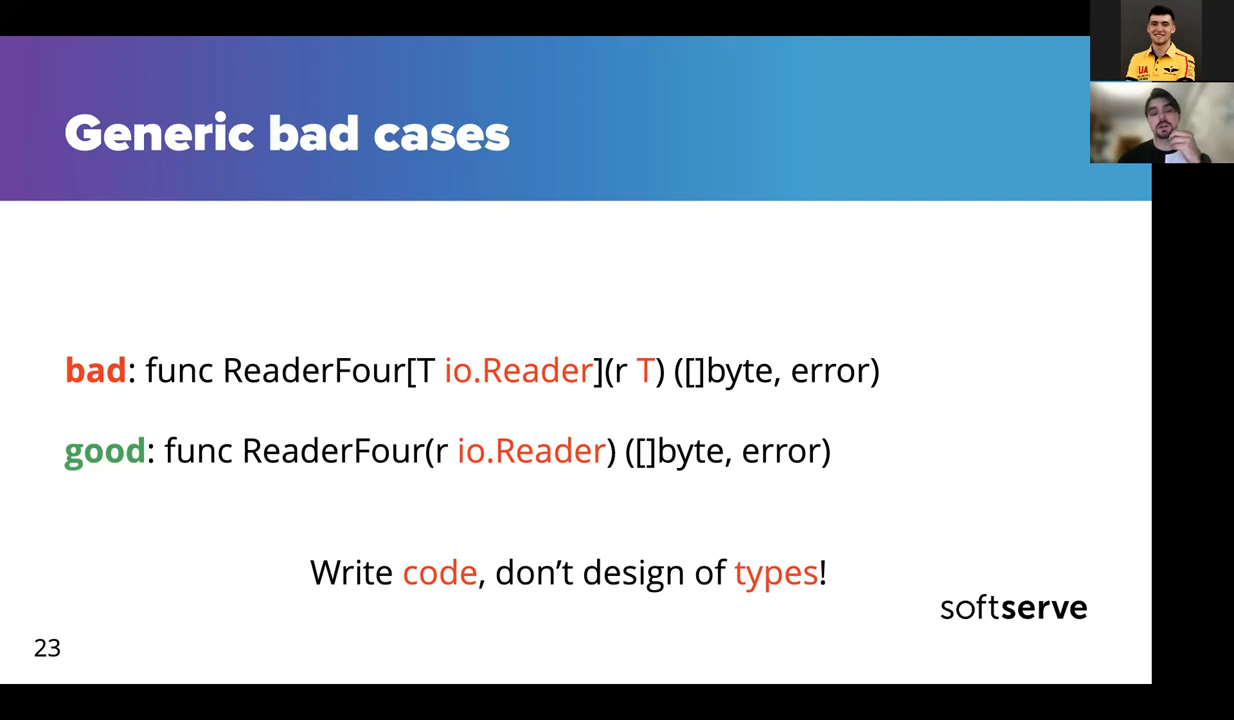 Generic bad cases
UA
bad: func ReaderFour[T io.Reader](r T) ([]byte, error)
good: func ReaderFour(r io.Reader) ([]byte, error)
Write code, don’t design of types!
softserve
23